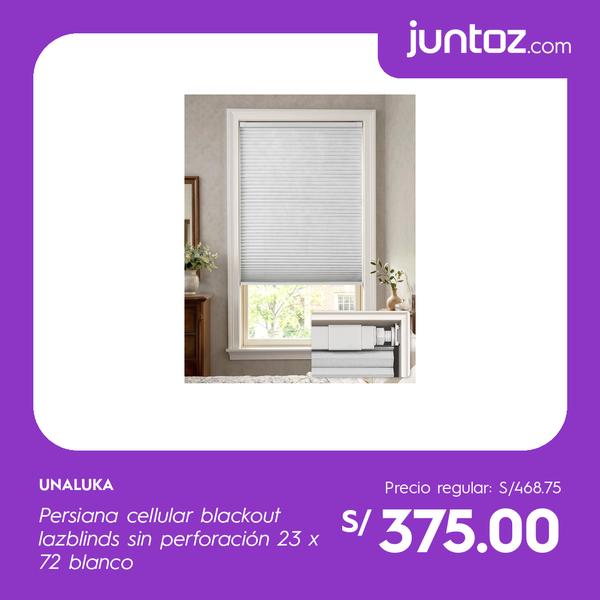 juntoz.com
UNALUKA
Persiana cellular blackout
lazblinds sin perforación 23 x
72 blanco
Precio regular: S/468.75
S/ 375.00